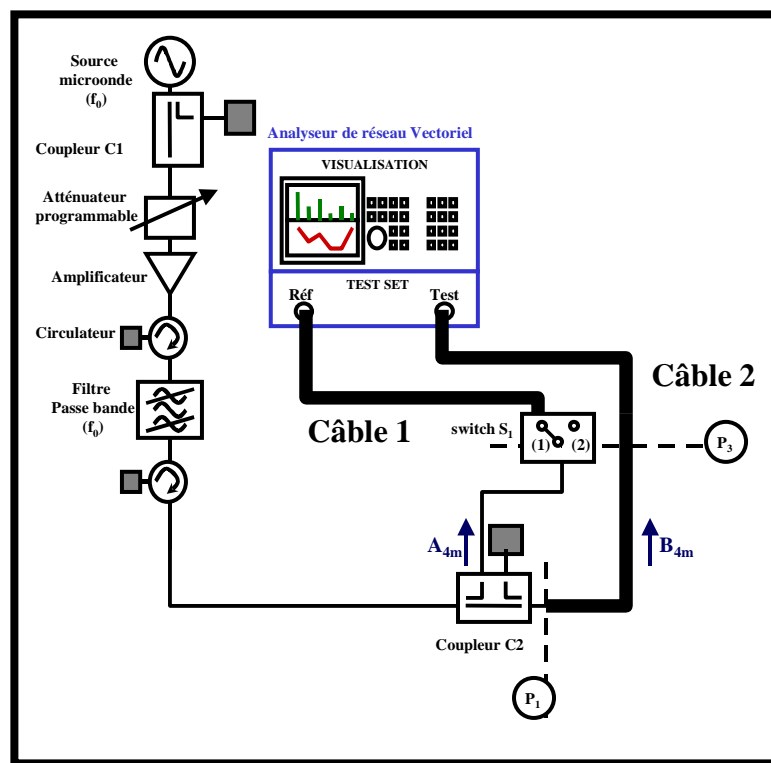 Source
microonde
(f0)
Coupleur C1
Atténuateur
programmable
Amplificateur
Circulateur
Filtre
Passe bande
(f0)
Analyseur de réseau Vectoriel
VISUALISATION
TEST SET
Réf
Test
Câble 1
Câble 2
switch S1
(1)
(2)
P3
A4m
B4m
Coupleur C2
P1